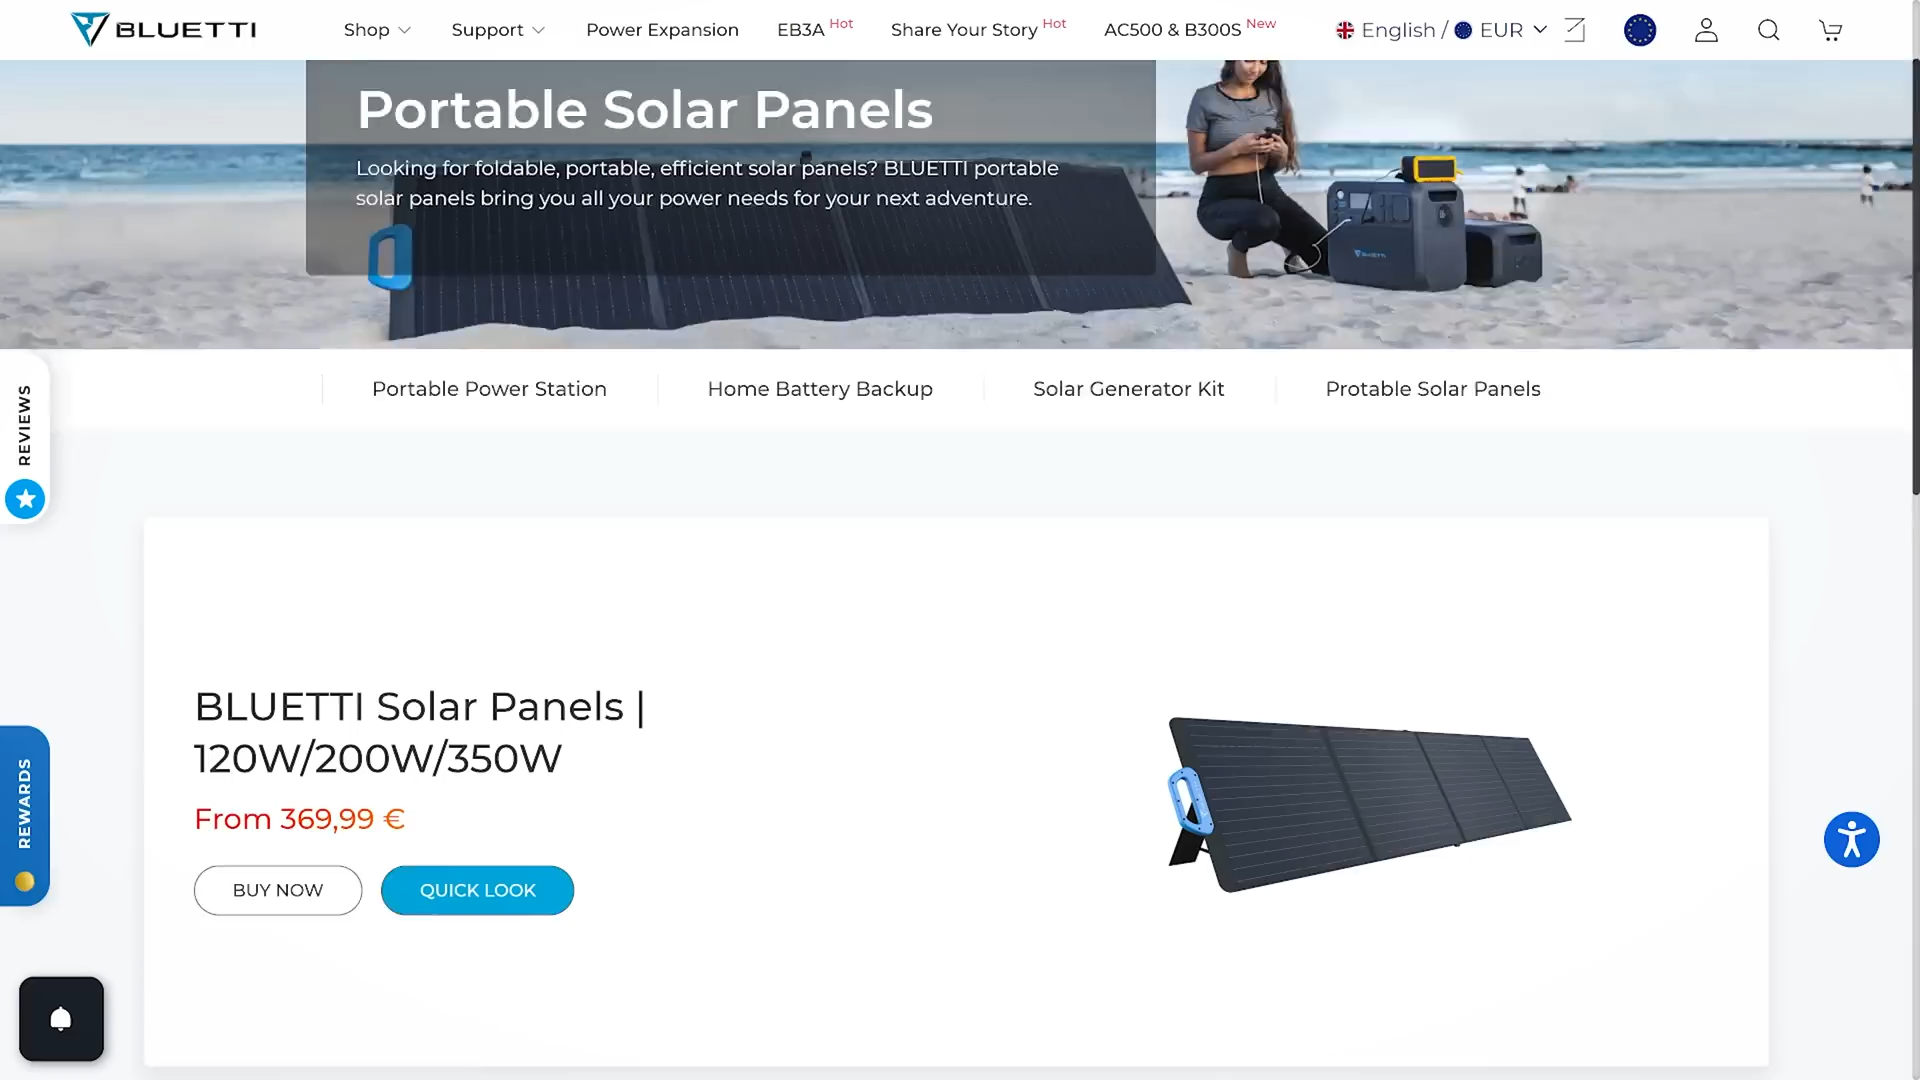 BLUETTI
Shop
Support
Power Expansion
EB3A Hot
Share Your Story Hot
AC500 & B300S New
English / EUR
Portable Solar Panels
Looking for foldable, portable, efficient solar panels? BLUETTI portable
solar panels bring you all your power needs for your next adventure.
BLUETTI
Portable Power Station
Home Battery Backup
Solar Generator Kit
Protable Solar Panels
REVIEWS
BLUETTI Solar Panels |
120W/200W/350W
From 369,99 €
BUY NOW
QUICK LOOK
REWARDS